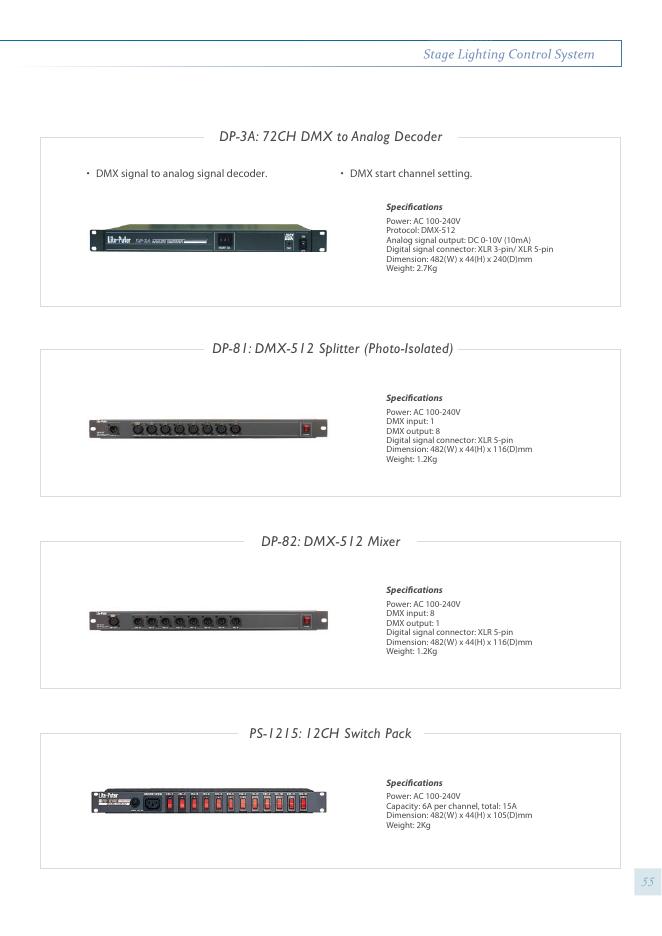 Stage Lighting Control System
DP-3A: 72CH DMX to Analog Decoder
• DMX signal to analog signal decoder.
• DMX start channel setting.
Specifications
Power: AC 100-240V
Protocol: DMX-512
Analog signal output: DC 0-10V (10mA)
Digital signal connector: XLR 3-pin/ XLR 5-pin
Dimension: 482(W) x 44(H) x 240(D)mm
Weight: 2.7Kg
Lite-Puter
DP-3A
DP-81: DMX-512 Splitter (Photo-Isolated)
Specifications
Power: AC 100-240V
DMX input: 1
DMX output: 8
Digital signal connector: XLR 5-pin
Dimension: 482(W) x 44(H) x 116(D)mm
Weight: 1.2Kg
DP-82: DMX-512 Mixer
Specifications
Power: AC 100-240V
DMX input: 8
DMX output: 1
Digital signal connector: XLR 5-pin
Dimension: 482(W) x 44(H) x 116(D)mm
Weight: 1.2Kg
PS-1215: 12CH Switch Pack
Specifications
Power: AC 100-240V
Capacity: 6A per channel, total: 15A
Dimension: 482(W) x 44(H) x 105(D)mm
Weight: 2Kg
Lite-Puter
55